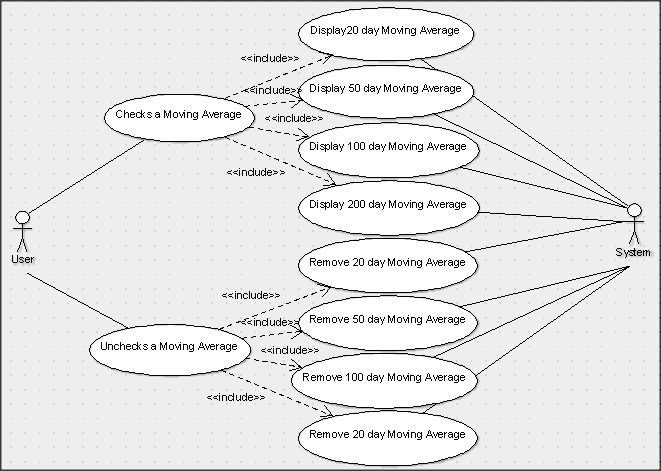 Display20 day Moving Average
<<include>>
Display 50 day Moving Average
<<include>>
Checks a Moving Average
<<include>>
Display 100 day Moving Average
<<include>>
Display 200 day Moving Average
User
System
Remove 20 day Moving Average
<<include>>
Remove 50 day Moving Average
<<include>>
Unchecks a Moving Average
<<include>>
Remove 100 day Moving Average
<<include>>
Remove 20 day Moving Average